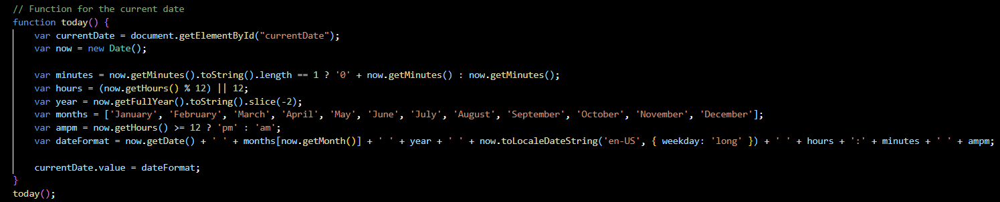 // Function for the current date
function today() {
    var currentDate = document.getElementById("currentDate");
    var now = new Date();

    var minutes = now.getMinutes().toString().length == 1 ? '0' + now.getMinutes() : now.getMinutes();
    var hours = (now.getHours() % 12) || 12;
    var year = now.getFullYear().toString().slice(-2);
    var months = ['January', 'February', 'March', 'April', 'May', 'June', 'July', 'August', 'September', 'October', 'November', 'December'];
    var ampm = now.getHours() >= 12 ? 'pm' : 'am';
    var dateFormat = now.getDate() + ' ' + months[now.getMonth()] + ' ' + year + ' ' + now.toLocaleDateString('en-US', { weekday: 'long' }) + ' ' + hours + ':' + minutes + ' ' + ampm;

    currentDate.value = dateFormat;
}
today();